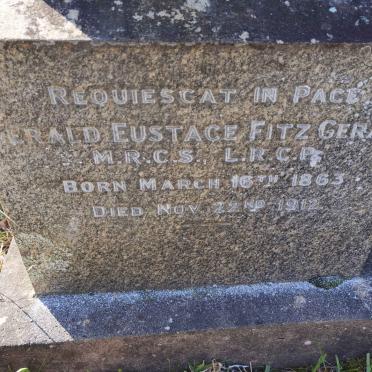 REQUIESCAT IN PACE
ERALD EUSTACE FITZ GERA
M.R.C.S., L.R.C.P.
BORN MARCH 16TH 1863
DIED NOV. 22ND 1912